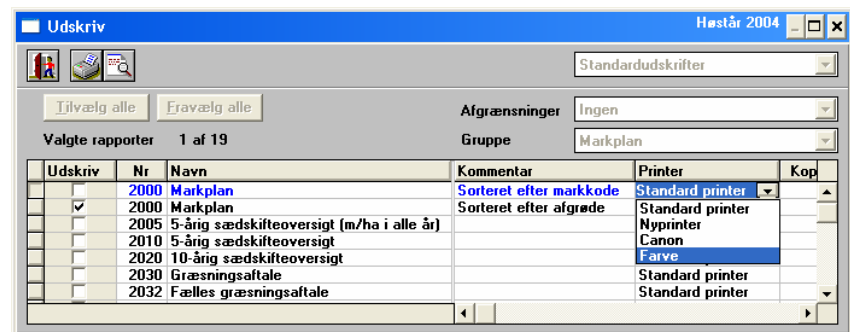 Udskriv Høstår 2004
Standardudskrifter
Tilvælg alle Fravælg alle Afgrænsninger Ingen
Valgte rapporter 1 af 19 Gruppe Markplan
Udskriv Nr Navn Kommentar Printer Kop
2000 Markplan Sorteret efter markkode Standard printer
2000 Markplan Sorteret efter afgrøde Standard printer
2005 5-årig sædskifteoversigt (m/ha i alle år) Nyprinter
2010 5-årig sædskifteoversigt Canon
2020 10-årig sædskifteoversigt Farve
2030 Græsningsaftale Standard printer
2032 Fælles græsningsaftale Standard printer